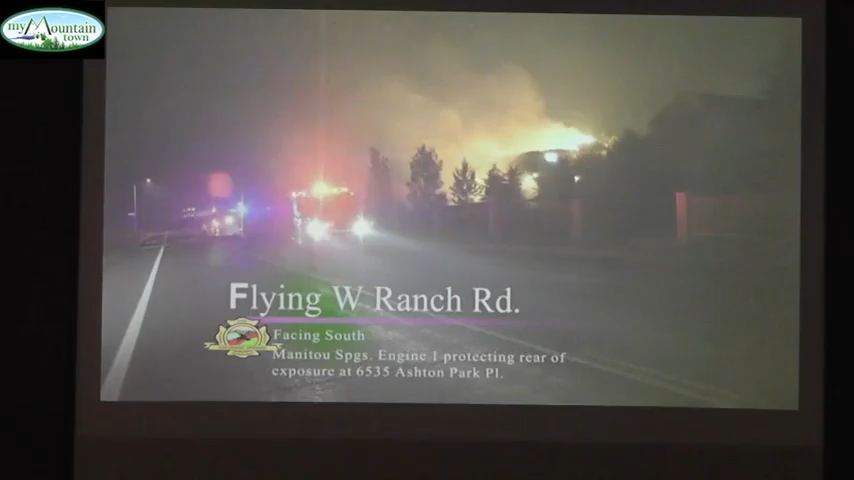 my Mountain
town
Flying W Ranch Rd.
Facing South
Manitou Spgs. Engine 1 protecting rear of
exposure at 6535 Ashton Park Pl.